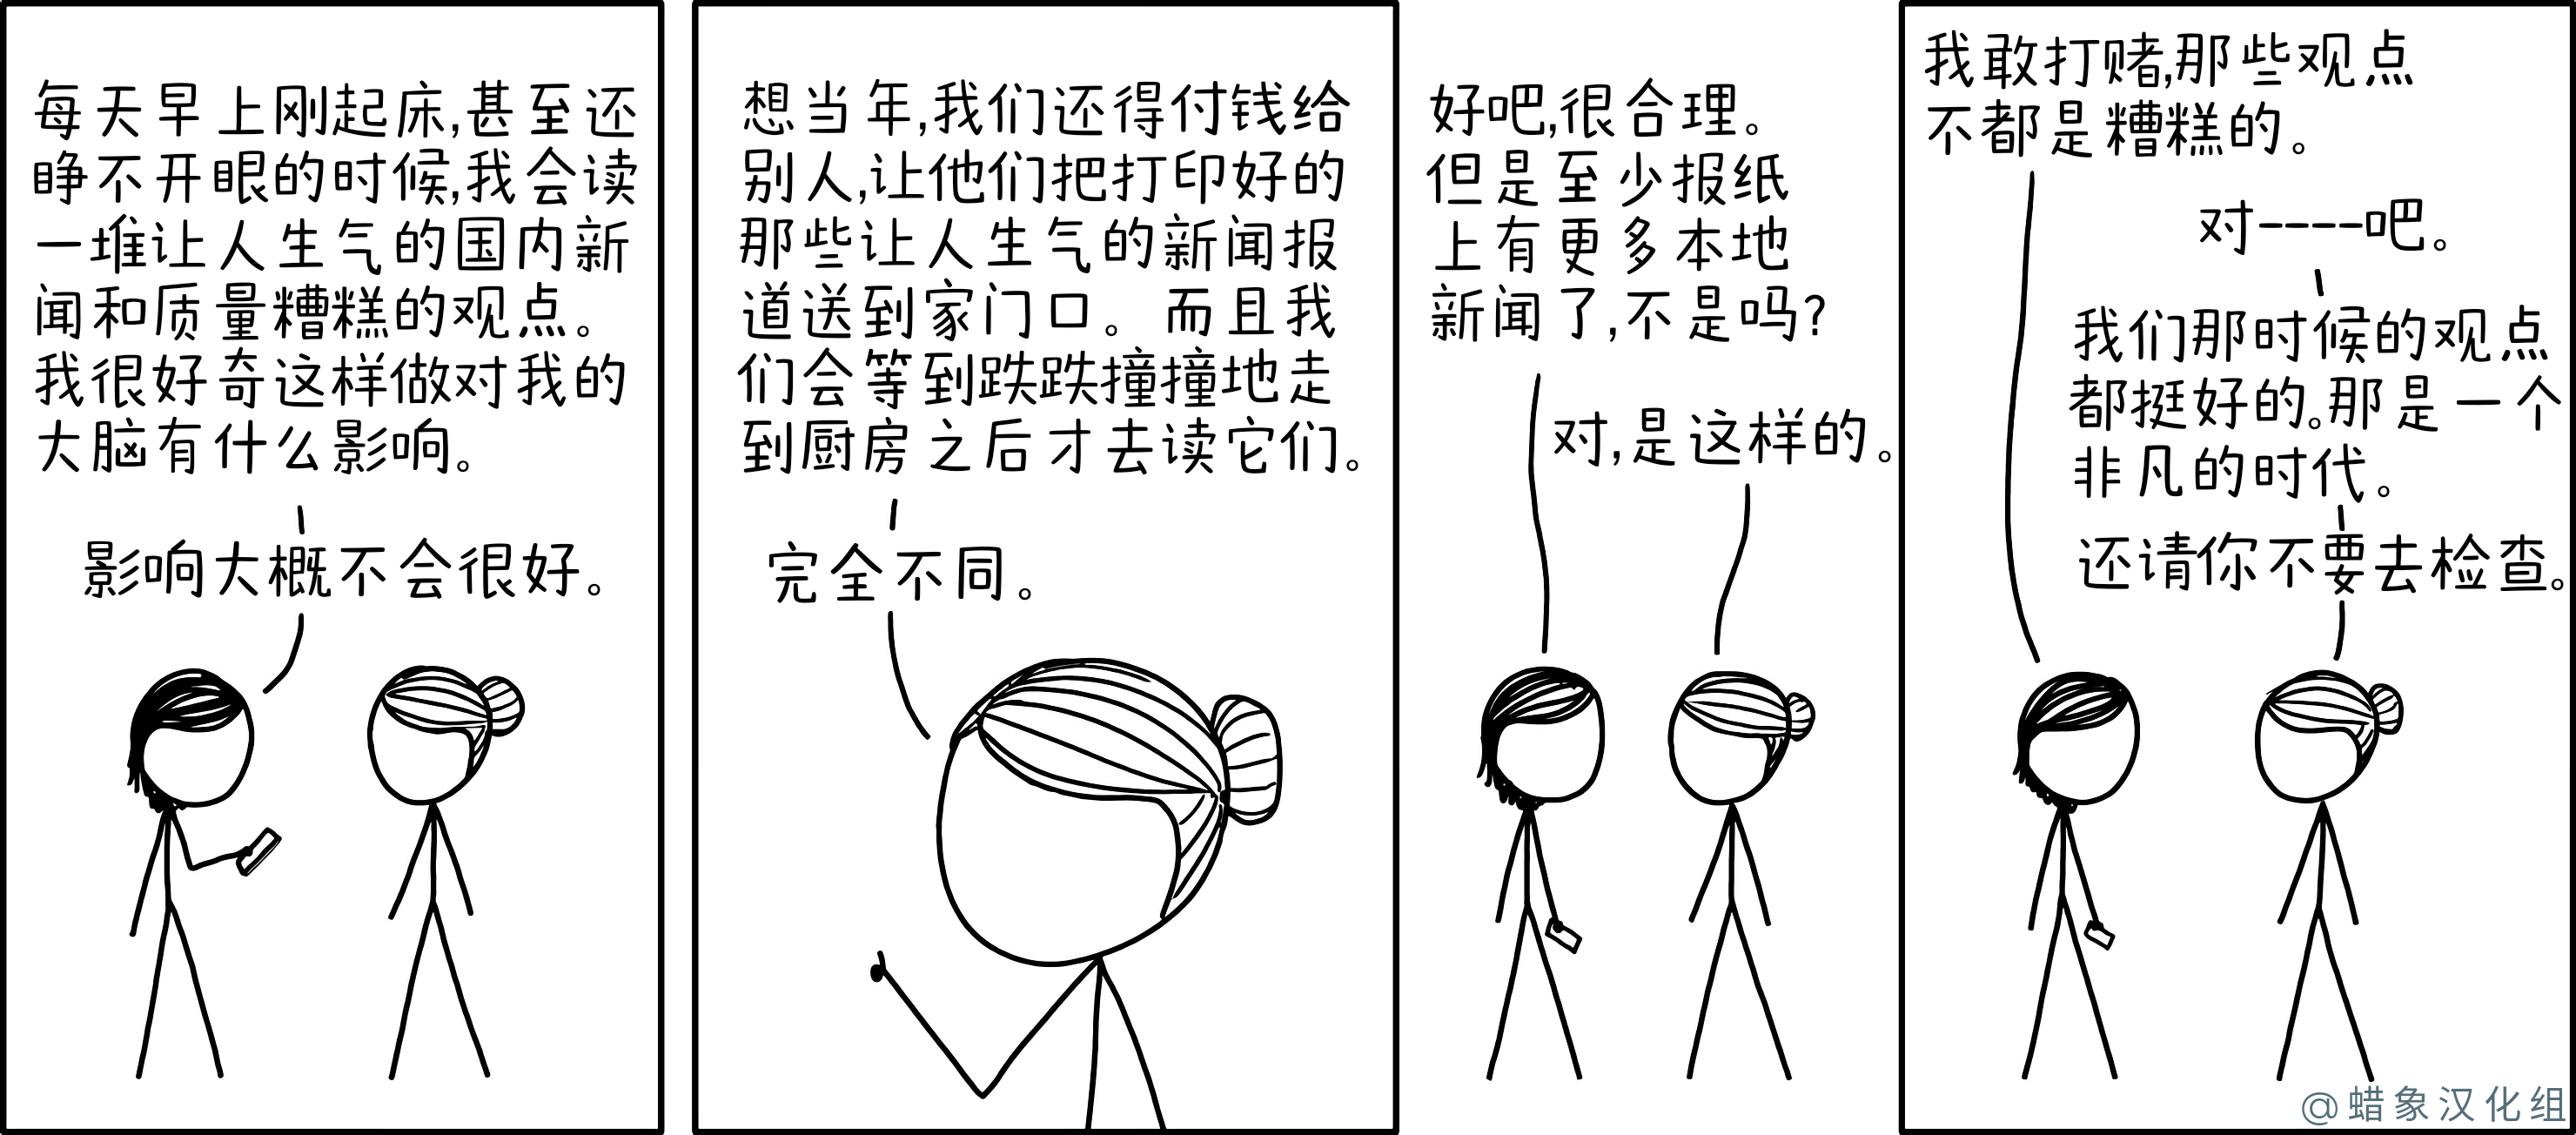 每天早上刚起床,甚至还
睁不开眼的时候,我会读
一堆让人生气的国内新
闻和质量糟糕的观点。
我很好奇这样做对我的
大脑有什么影响。
影响大概不会很好。
想当年,我们还得付钱给
别人,让他们把打印好的
那些让人生气的新闻报
道送到家门口。而且我
们会等到跌跌撞撞地走
到厨房之后才去读它们。
完全不同。
好吧,很合理。
但是至少报纸
上有更多本地
新闻了,不是吗?
对,是这样的。
我敢打赌,那些观点
不都是糟糕的。
对----吧。
我们那时候的观点
都挺好的。那是一个
非凡的时代。
还请你不要去检查。
@蜡象汉化组